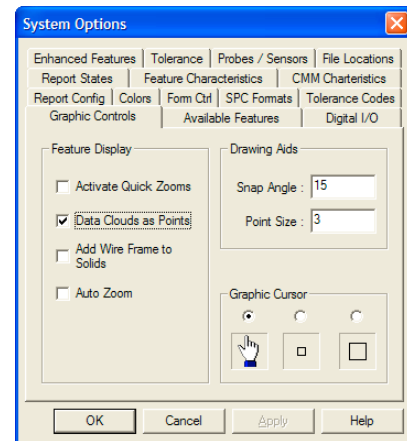 System Options
Enhanced Features Tolerance Probes / Sensors File Locations
Report States Feature Characteristics CMM Charteristics
Report Config Colors Form Ctrl SPC Formats Tolerance Codes
Graphic Controls Available Features Digital I/O
Feature Display
Activate Quick Zooms
Data Clouds as Points
Add Wire Frame to
Solids
Auto Zoom
Drawing Aids
Snap Angle : 15
Point Size : 3
Graphic Cursor
OK Cancel Apply Help